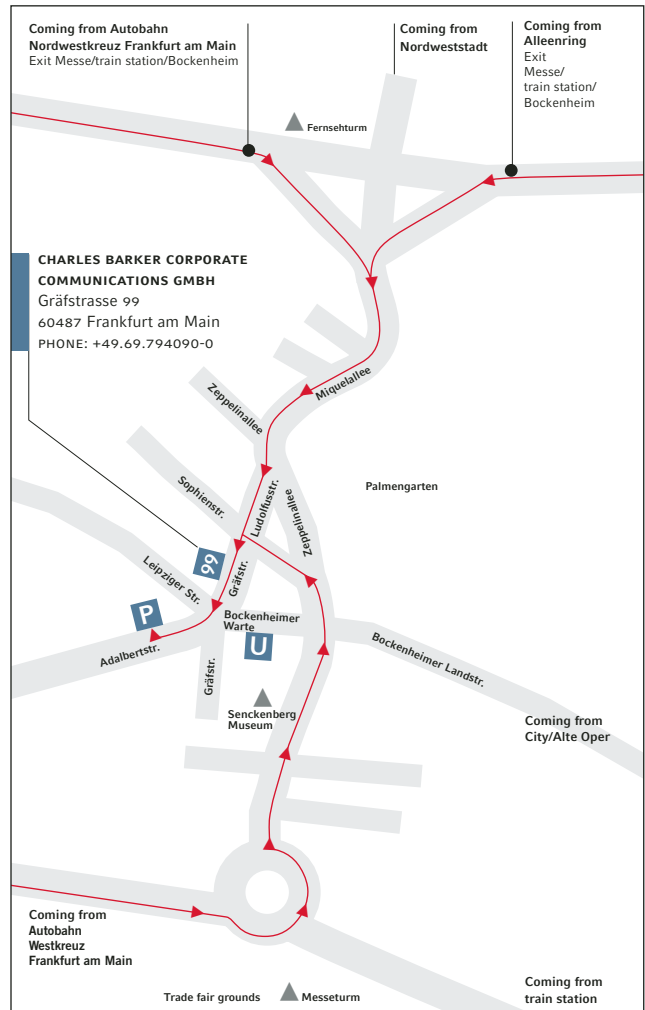 Coming from Autobahn
Nordwestkreuz Frankfurt am Main
Exit Messe/train station/Bockenheim
Coming from
Nordweststadt
Coming from
Alleenring
Exit
Messe/
train station/
Bockenheim
Fernsehturm
CHARLES BARKER CORPORATE
COMMUNICATIONS GMBH
Gräfstrasse 99
60487 Frankfurt am Main
PHONE: +49.69.794090-0
Miquelallee
Zeppelinallee
Palmengarten
Sophienstr.
Ludolfusstr.
Zeppelinallee
99
Gräfstr.
Leipziger Str.
P
Bockenheimer
Warte
U
Adalbertstr.
Gräfstr.
Bockenheimer Landstr.
Senckenberg
Museum
Coming from
City/Alte Oper
Coming from
Autobahn
Westkreuz
Frankfurt am Main
Coming from
train station
Trade fair grounds
Messeturm